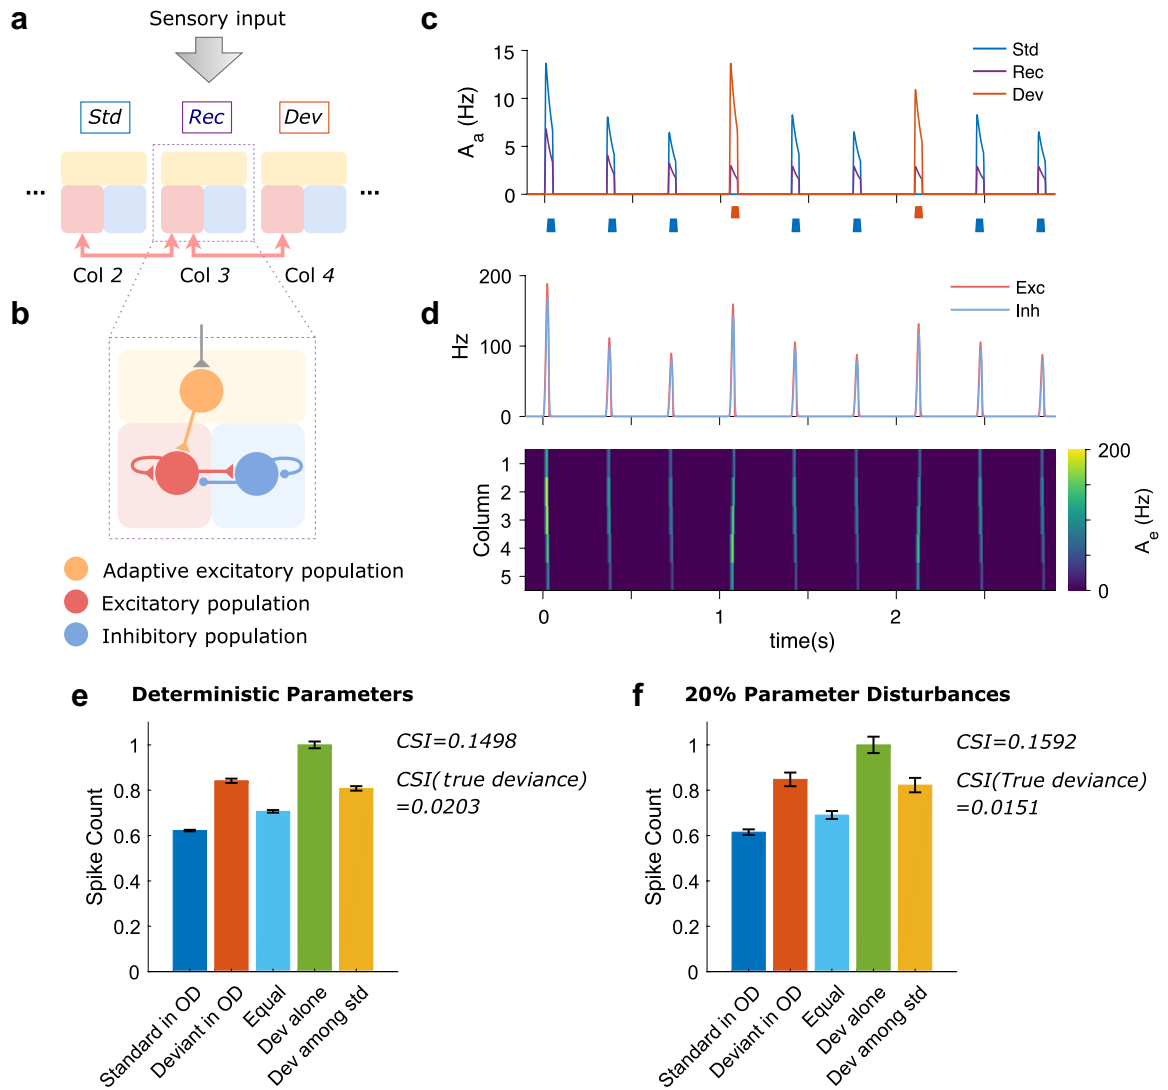 a
Sensory input
Std
Rec
Dev
...
...
Col 2
Col 3
Col 4
b
Adaptive excitatory population
Excitatory population
Inhibitory population
c
15
10
5
0
A_a (Hz)
Std
Rec
Dev
d
200
100
0
Hz
Exc
Inh
1
2
3
4
5
Column
0
1
2
time(s)
200
0
A_e (Hz)
e
Deterministic Parameters
1
0.8
0.6
0.4
0.2
0
Spike Count
CSI=0.1498
CSI(true deviance)
=0.0203
Standard in OD
Deviant in OD
Equal
Dev alone
Dev among std
f
20% Parameter Disturbances
1
0.8
0.6
0.4
0.2
0
Spike Count
CSI=0.1592
CSI(True deviance)
=0.0151
Standard in OD
Deviant in OD
Equal
Dev alone
Dev among std